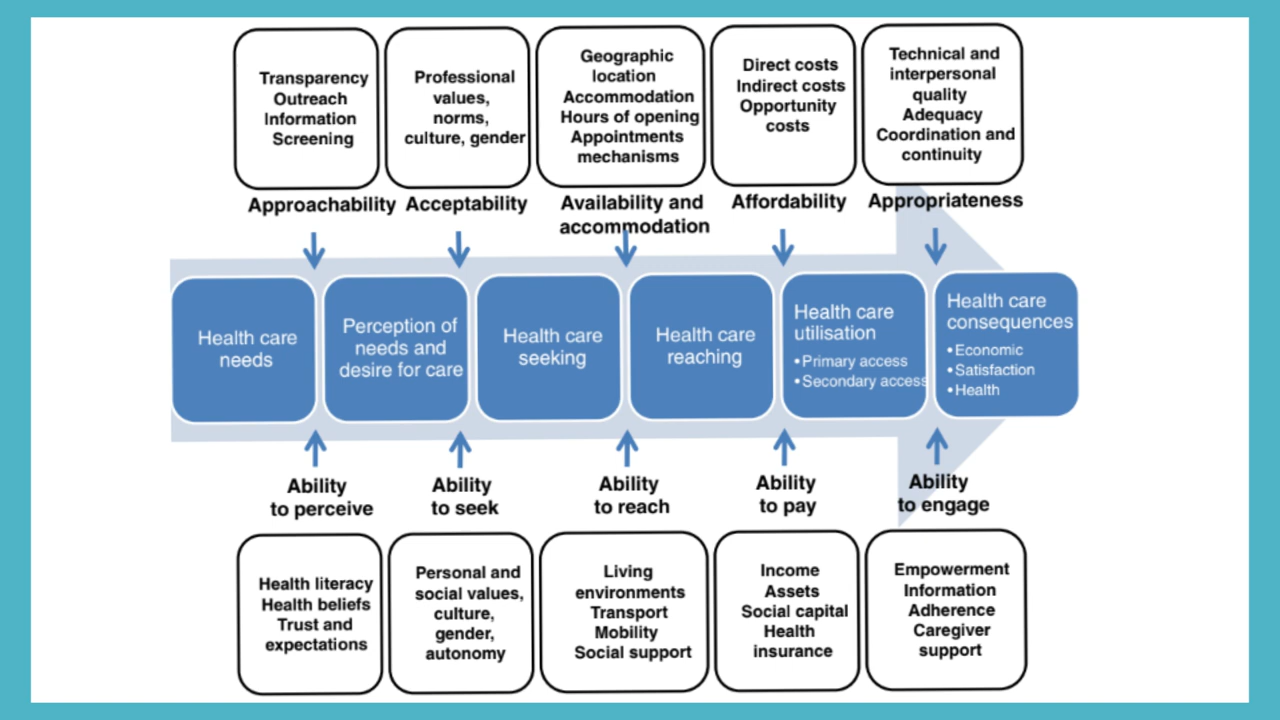 Transparency
Outreach
Information
Screening
Professional
values,
norms,
culture, gender
Geographic
location
Accommodation
Hours of opening
Appointments
mechanisms
Direct costs
Indirect costs
Opportunity
costs
Technical and
interpersonal
quality
Adequacy
Coordination and
continuity
Approachability
Acceptability
Availability and
accommodation
Affordability
Appropriateness
Health care
needs
Perception of
needs and
desire for care
Health care
seeking
Health care
reaching
Health care
utilisation
•Primary access
•Secondary access
Health care
consequences
•Economic
•Satisfaction
•Health
Ability
to perceive
Ability
to seek
Ability
to reach
Ability
to pay
Ability
to engage
Health literacy
Health beliefs
Trust and
expectations
Personal and
social values,
culture,
gender,
autonomy
Living
environments
Transport
Mobility
Social support
Income
Assets
Social capital
Health
insurance
Empowerment
Information
Adherence
Caregiver
support